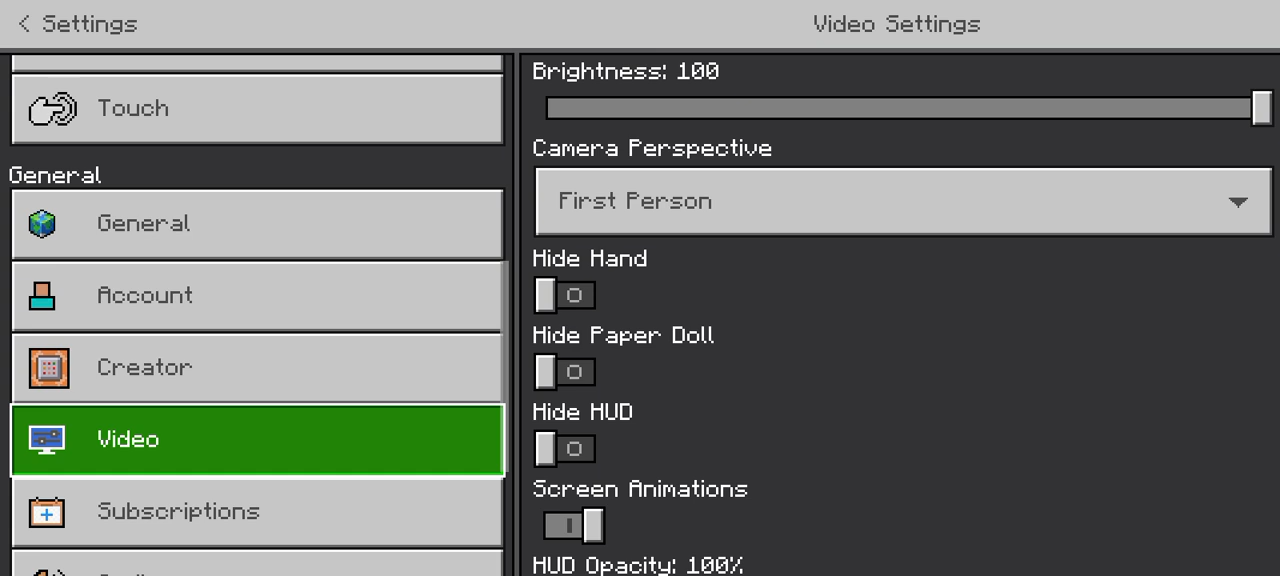 Settings
Video Settings
Touch
General
General
Account
Creator
Video
Subscriptions
Brightness: 100
Camera Perspective
First Person
Hide Hand
Hide Paper Doll
Hide HUD
Screen Animations
HUD Opacity: 100%